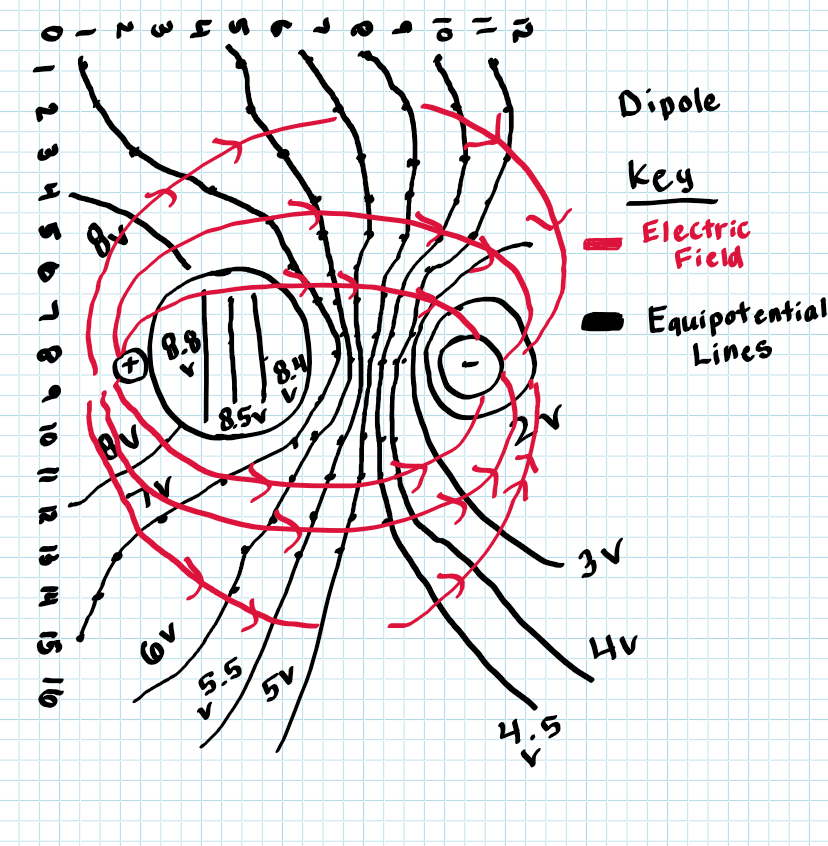 0 1 2 3 4 5 6 7 8 9 10 11 12
1
2
3
4
5
6
7
8
9
10
11
12
13
14
15
16
Dipole
Key
Electric
Field
Equipotential
Lines
8v
8.8
v
8.5v
8.4
v
+
-
8v
7v
6v
5.5
v
5v
4.5
v
4v
3v
2v